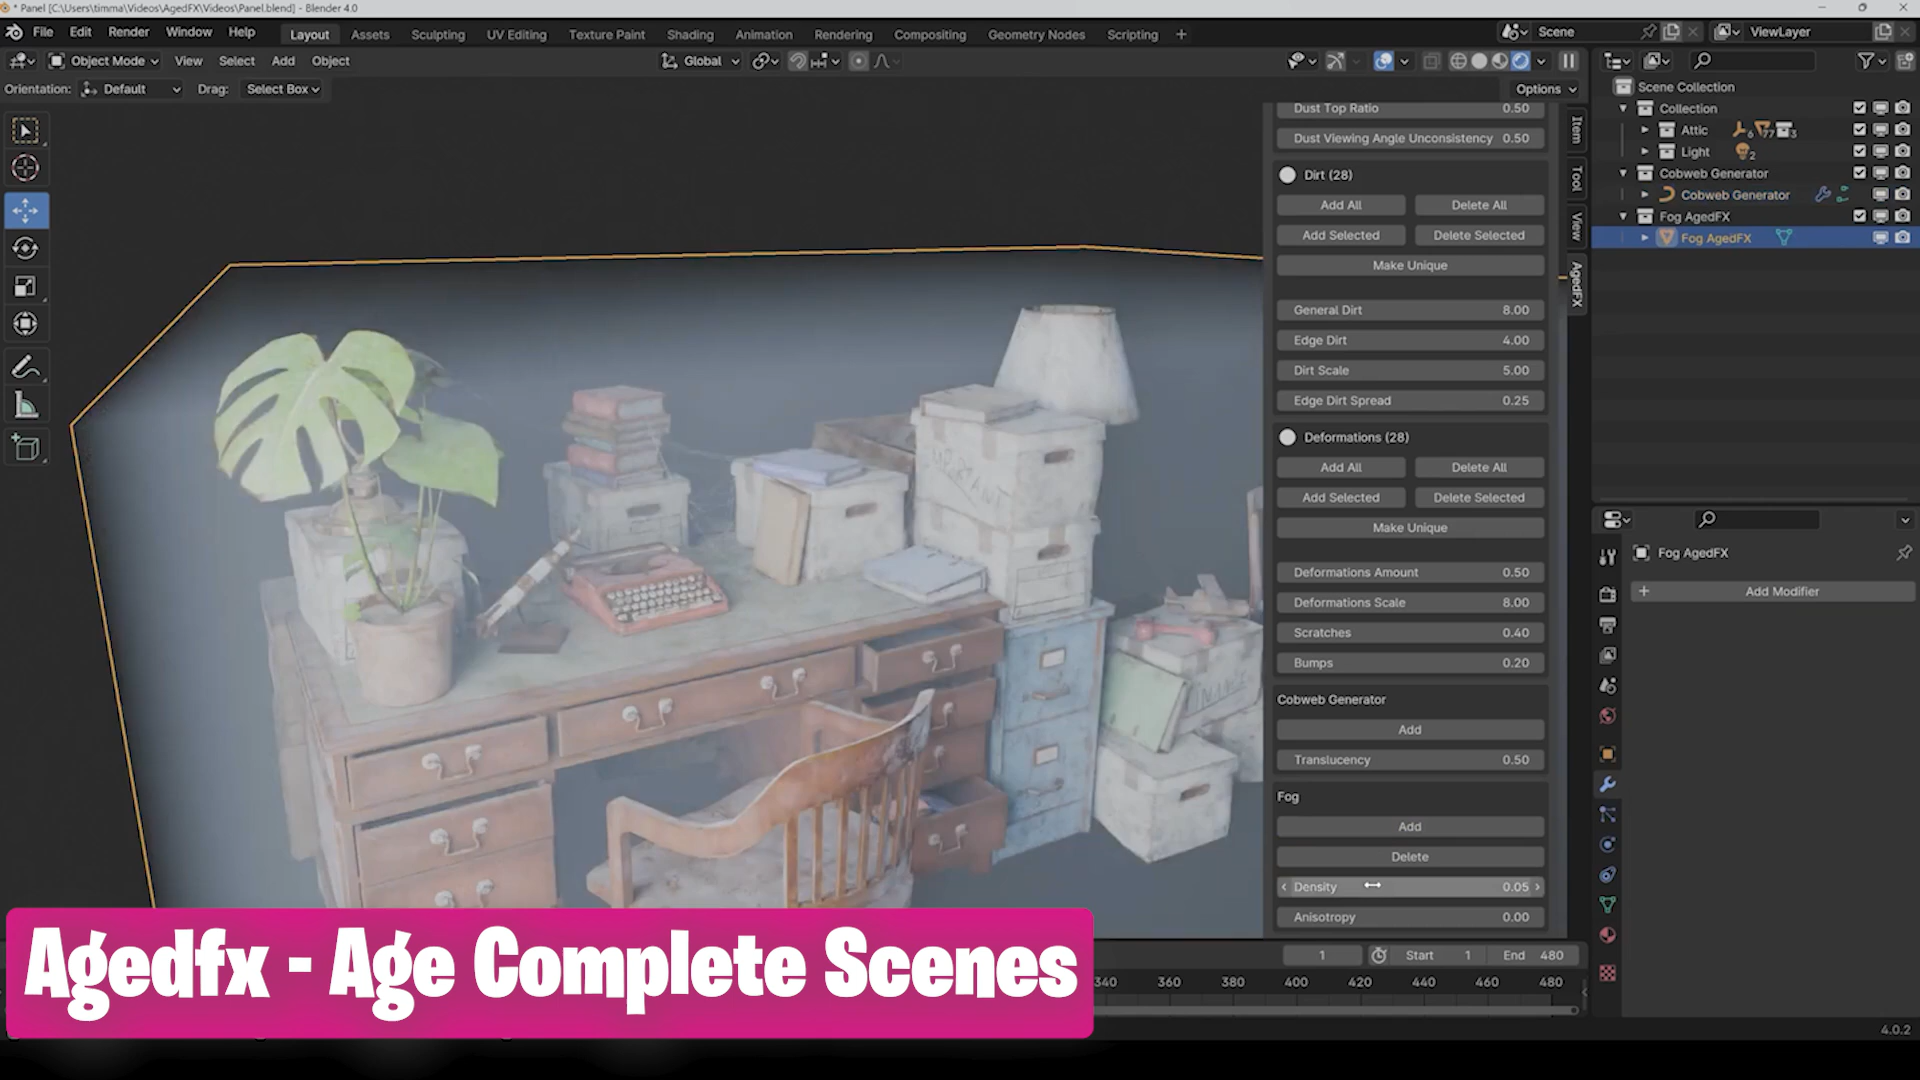 * Panel [C:\Users\timma\Videos\AgedFX\Videos\Panel.blend] - Blender 4.0
File Edit Render Window Help Layout Assets Sculpting UV Editing Texture Paint Shading Animation Rendering Compositing Geometry Nodes Scripting + Scene ViewLayer
Object Mode View Select Add Object Global
Orientation: Default Drag: Select Box Options
Scene Collection
Collection
Attic 6 77 3
Light 2
Cobweb Generator
Cobweb Generator
Fog AgedFX
Fog AgedFX
Item
Tool
View
AgedFX
Dust Top Ratio 0.50
Dust Viewing Angle Unconsistency 0.50
Dirt (28)
Add All Delete All
Add Selected Delete Selected
Make Unique
General Dirt 8.00
Edge Dirt 4.00
Dirt Scale 5.00
Edge Dirt Spread 0.25
Deformations (28)
Add All Delete All
Add Selected Delete Selected
Make Unique
Deformations Amount 0.50
Deformations Scale 8.00
Scratches 0.40
Bumps 0.20
Cobweb Generator
Add
Translucency 0.50
Fog
Add
Delete
Density 0.05
Anisotropy 0.00
Fog AgedFX
+ Add Modifier
1 Start 1 End 480
340 360 380 400 420 440 460 480
4.0.2
Agedfx - Age Complete Scenes